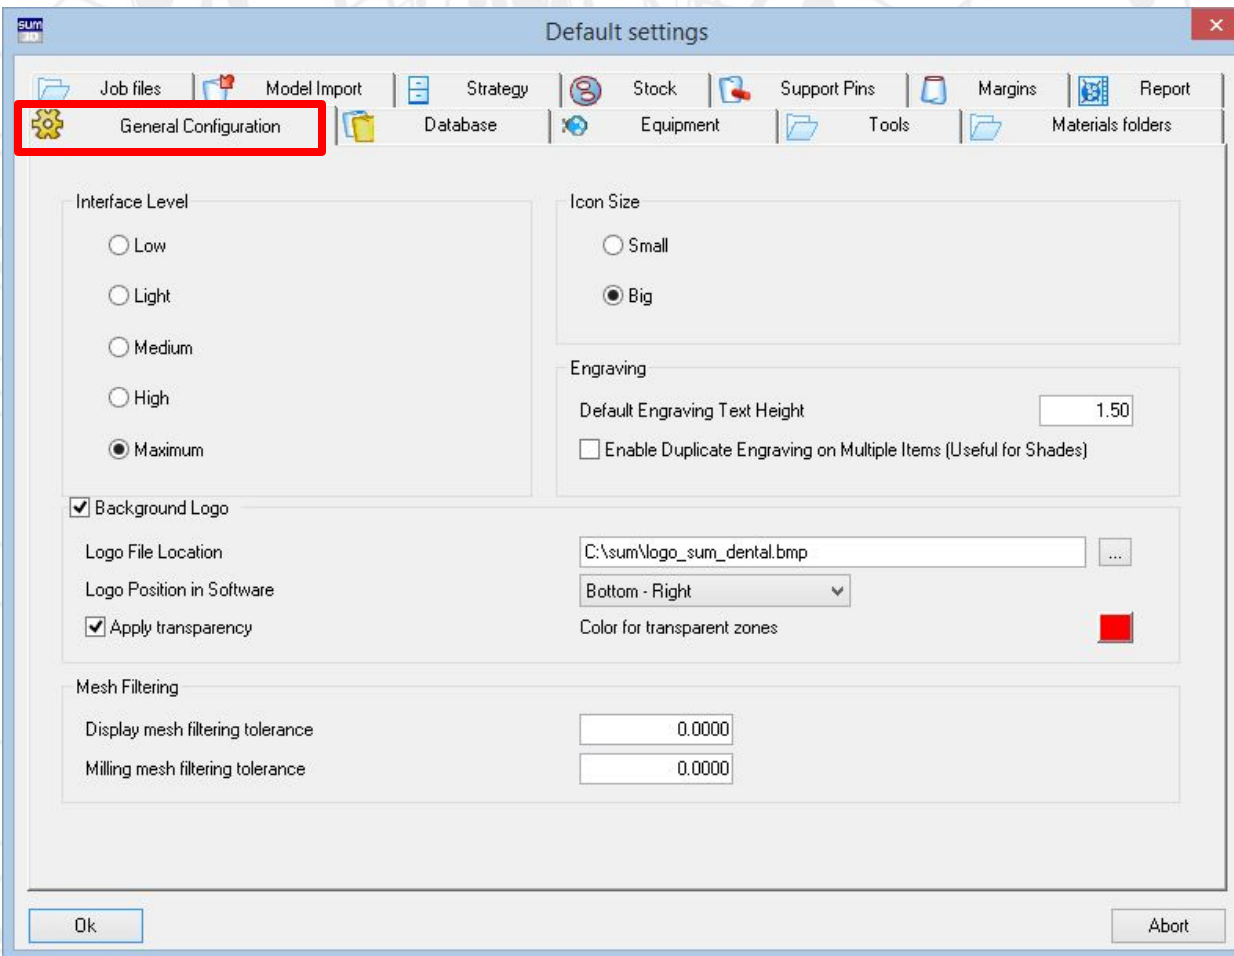 SUM
3D
Default settings
Job files Model Import Strategy Stock Support Pins Margins Report
General Configuration Database Equipment Tools Materials folders
Interface Level
Low
Light
Medium
High
Maximum
Icon Size
Small
Big
Engraving
Default Engraving Text Height 1.50
Enable Duplicate Engraving on Multiple Items (Useful for Shades)
Background Logo
Logo File Location C:\sum\logo_sum_dental.bmp ...
Logo Position in Software Bottom - Right
Apply transparency Color for transparent zones
Mesh Filtering
Display mesh filtering tolerance 0.0000
Milling mesh filtering tolerance 0.0000
Ok Abort